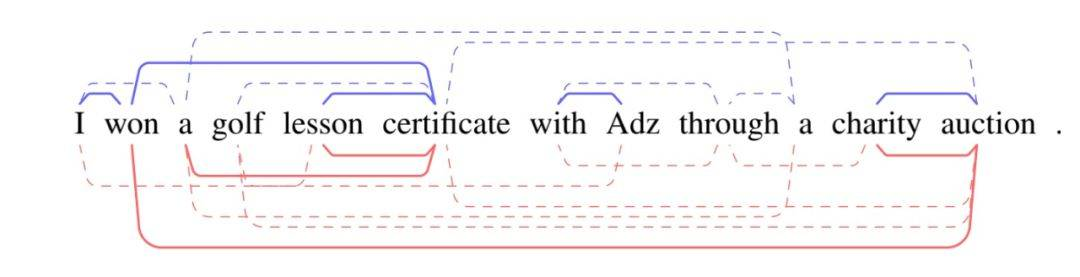 I won a golf lesson certificate with Adz through a charity auction .